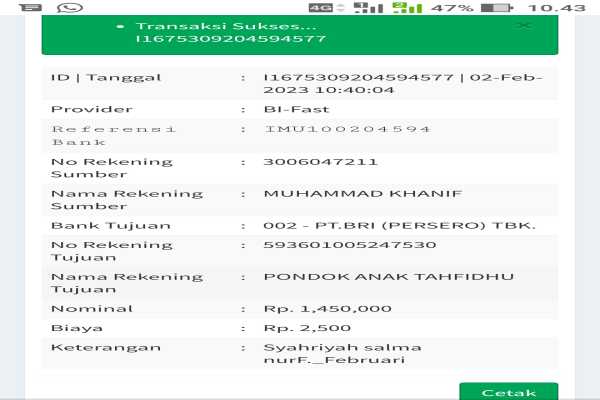 4G 1 2 47% 10.43
• Transaksi Sukses...
I1675309204594577
×
ID | Tanggal : I1675309204594577 | 02-Feb-
2023 10:40:04
Provider : BI-Fast
Referensi : IMU100204594
Bank
No Rekening : 3006047211
Sumber
Nama Rekening : MUHAMMAD KHANIF
Sumber
Bank Tujuan : 002 - PT.BRI (PERSERO) TBK.
No Rekening : 593601005247530
Tujuan
Nama Rekening : PONDOK ANAK TAHFIDHU
Tujuan
Nominal : Rp. 1,450,000
Biaya : Rp. 2,500
Keterangan : Syahriyah salma
nurF._Februari
Cetak